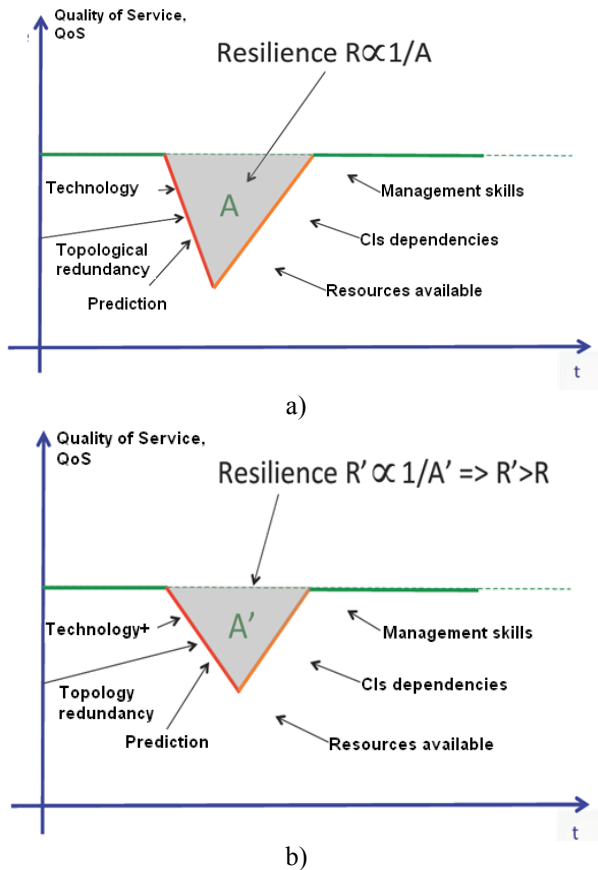 Quality of Service,
QoS
Resilience R∝1/A
Technology
A
Management skills
Topological
redundancy
CIs dependencies
Prediction
Resources available
t
a)
Quality of Service,
QoS
Resilience R’∝ 1/A’ => R’>R
Technology+
A’
Management skills
Topology
redundancy
CIs dependencies
Prediction
Resources available
t
b)